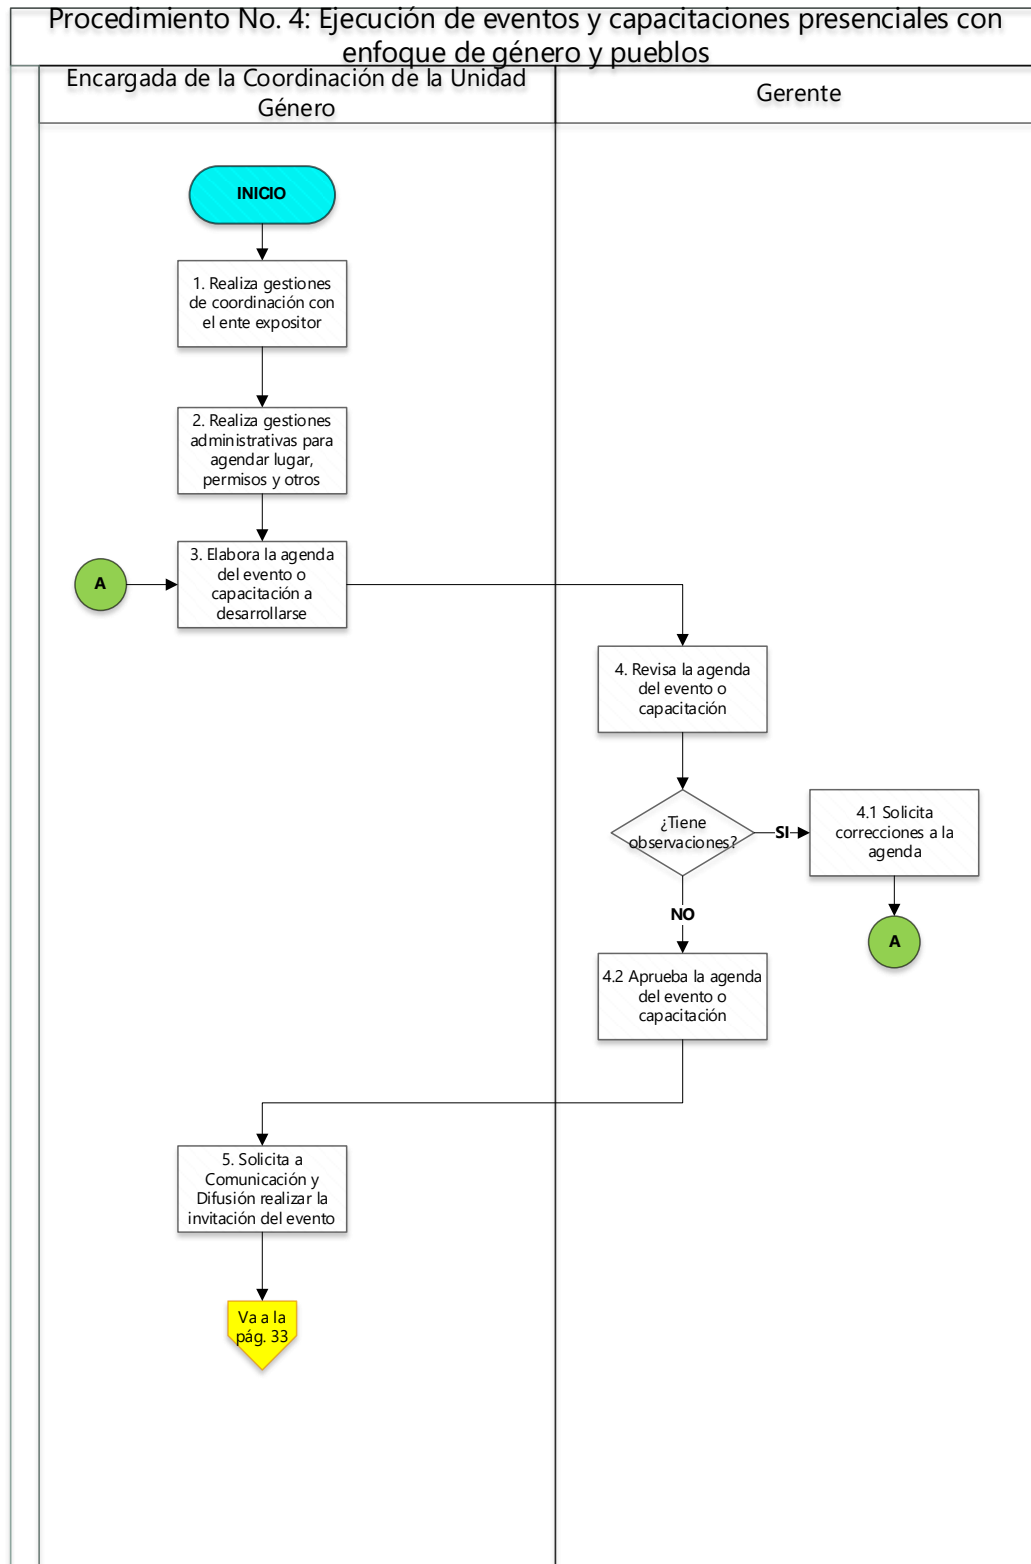 Procedimiento No. 4: Ejecución de eventos y capacitaciones presenciales con
enfoque de género y pueblos
Encargada de la Coordinación de la Unidad
Género
Gerente
INICIO
1. Realiza gestiones
de coordinación con
el ente expositor
2. Realiza gestiones
administrativas para
agendar lugar,
permisos y otros
A
3. Elabora la agenda
del evento o
capacitación a
desarrollarse
4. Revisa la agenda
del evento o
capacitación
¿Tiene
observaciones?
SI
4.1 Solicita
correcciones a la
agenda
A
NO
4.2 Aprueba la agenda
del evento o
capacitación
5. Solicita a
Comunicación y
Difusión realizar la
invitación del evento
Va a la
pág. 33